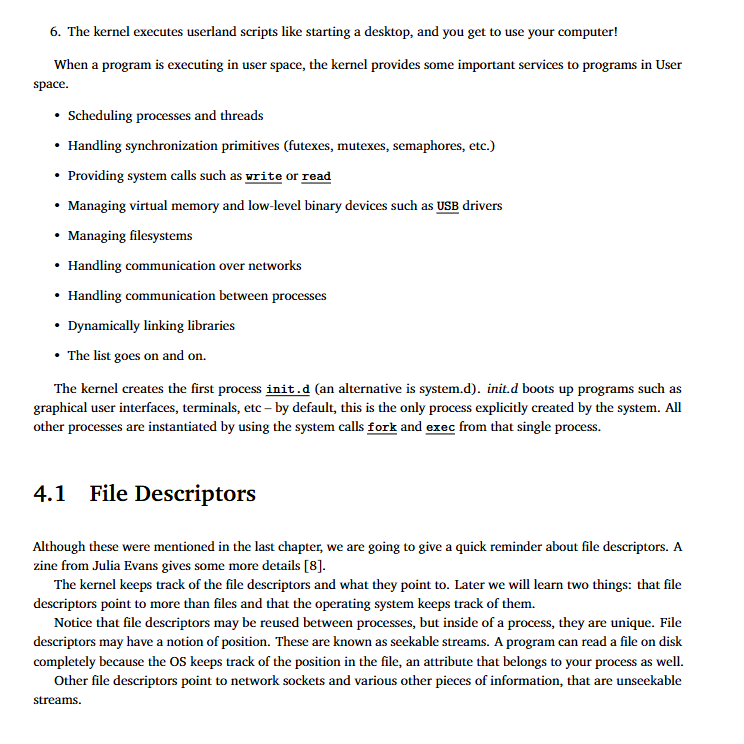 6. The kernel executes userland scripts like starting a desktop, and you get to use your computer!
When a program is executing in user space, the kernel provides some important services to programs in User
space.
• Scheduling processes and threads
• Handling synchronization primitives (futexes, mutexes, semaphores, etc.)
• Providing system calls such as write or read
• Managing virtual memory and low-level binary devices such as USB drivers
• Managing filesystems
• Handling communication over networks
• Handling communication between processes
• Dynamically linking libraries
• The list goes on and on.
The kernel creates the first process init.d (an alternative is system.d). init.d boots up programs such as
graphical user interfaces, terminals, etc – by default, this is the only process explicitly created by the system. All
other processes are instantiated by using the system calls fork and exec from that single process.
4.1 File Descriptors
Although these were mentioned in the last chapter, we are going to give a quick reminder about file descriptors. A
zine from Julia Evans gives some more details [8].
The kernel keeps track of the file descriptors and what they point to. Later we will learn two things: that file
descriptors point to more than files and that the operating system keeps track of them.
Notice that file descriptors may be reused between processes, but inside of a process, they are unique. File
descriptors may have a notion of position. These are known as seekable streams. A program can read a file on disk
completely because the OS keeps track of the position in the file, an attribute that belongs to your process as well.
Other file descriptors point to network sockets and various other pieces of information, that are unseekable
streams.